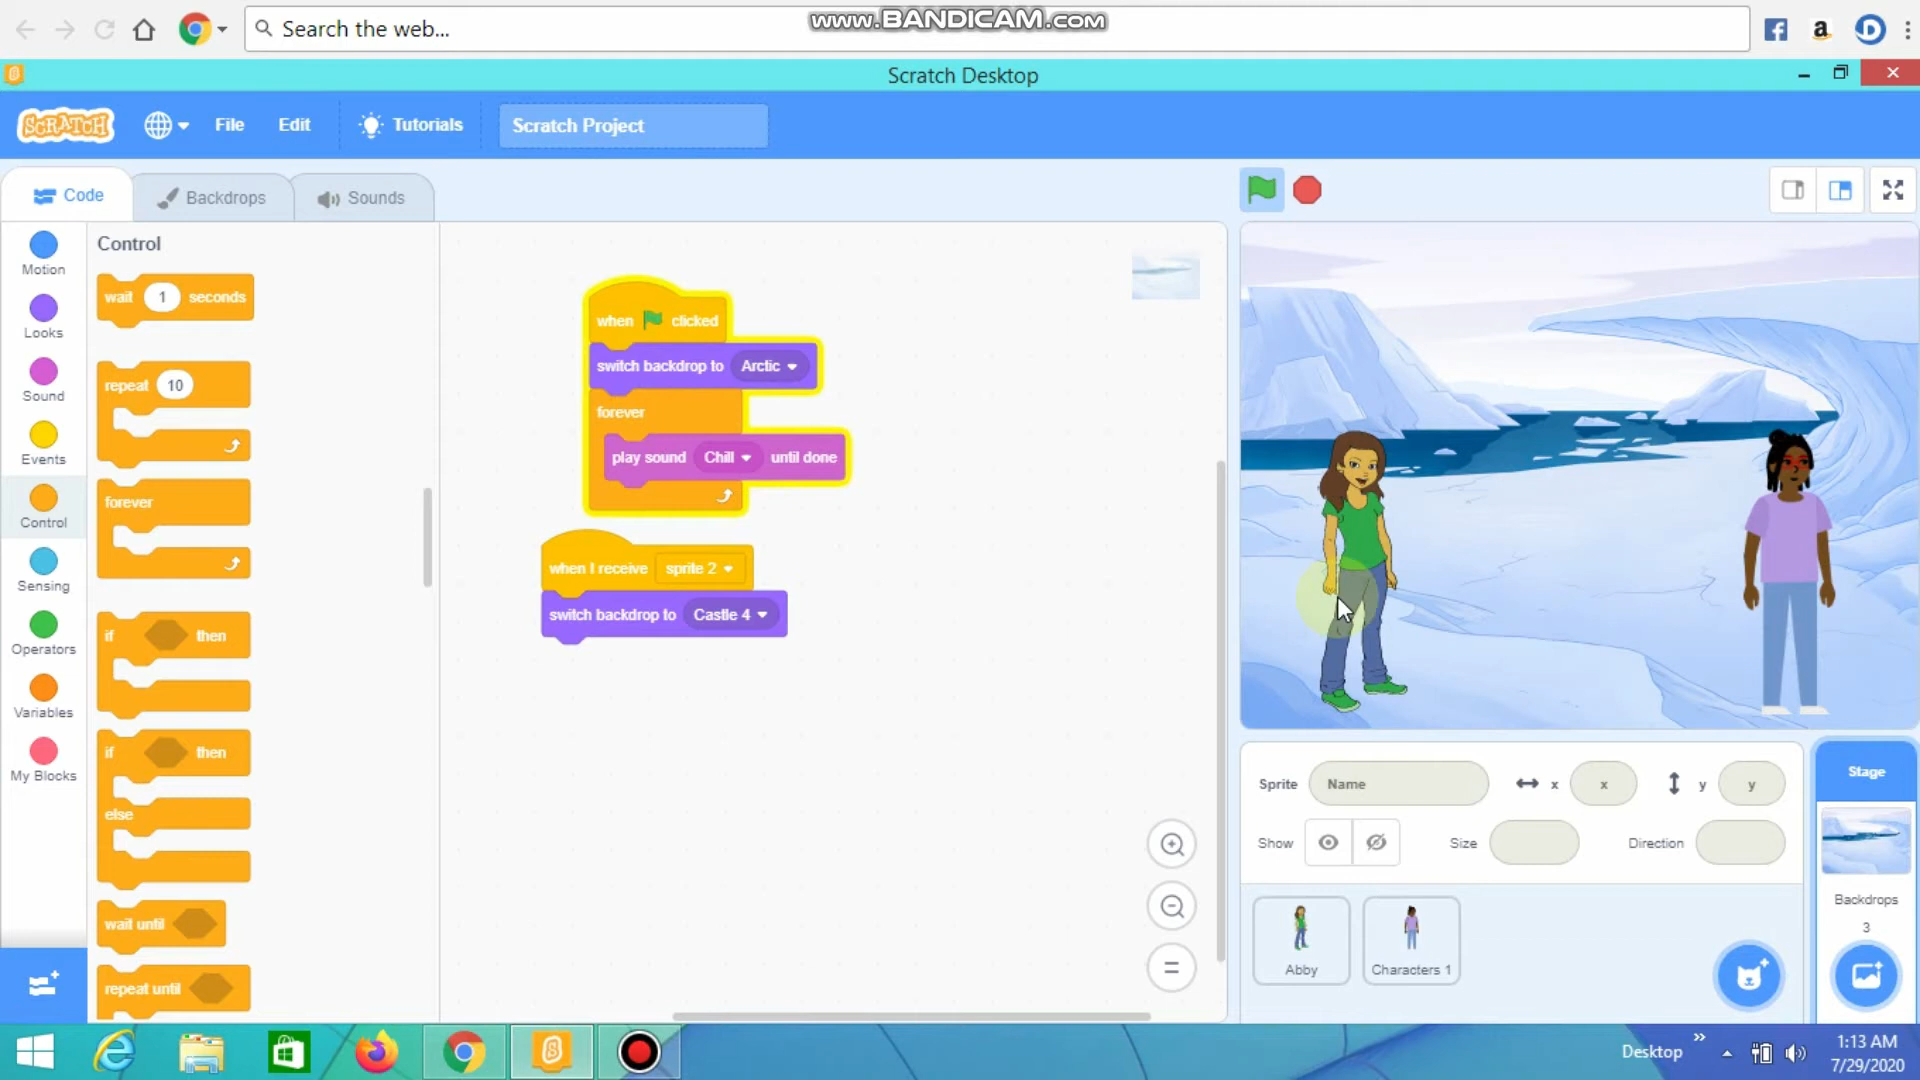 Search the web...
www.BANDICAM.com
Scratch Desktop
SCRATCH
File
Edit
Tutorials
Scratch Project
Code
Backdrops
Sounds
Motion
Looks
Sound
Events
Control
Sensing
Operators
Variables
My Blocks
Control
wait 1 seconds
repeat 10
forever
if then
if then
else
wait until
repeat until
when clicked
switch backdrop to Arctic
forever
play sound Chill until done
when I receive sprite 2
switch backdrop to Castle 4
Sprite Name x x y y
Show Size Direction
Abby
Characters 1
Stage
Backdrops
3
Desktop
1:13 AM
7/29/2020